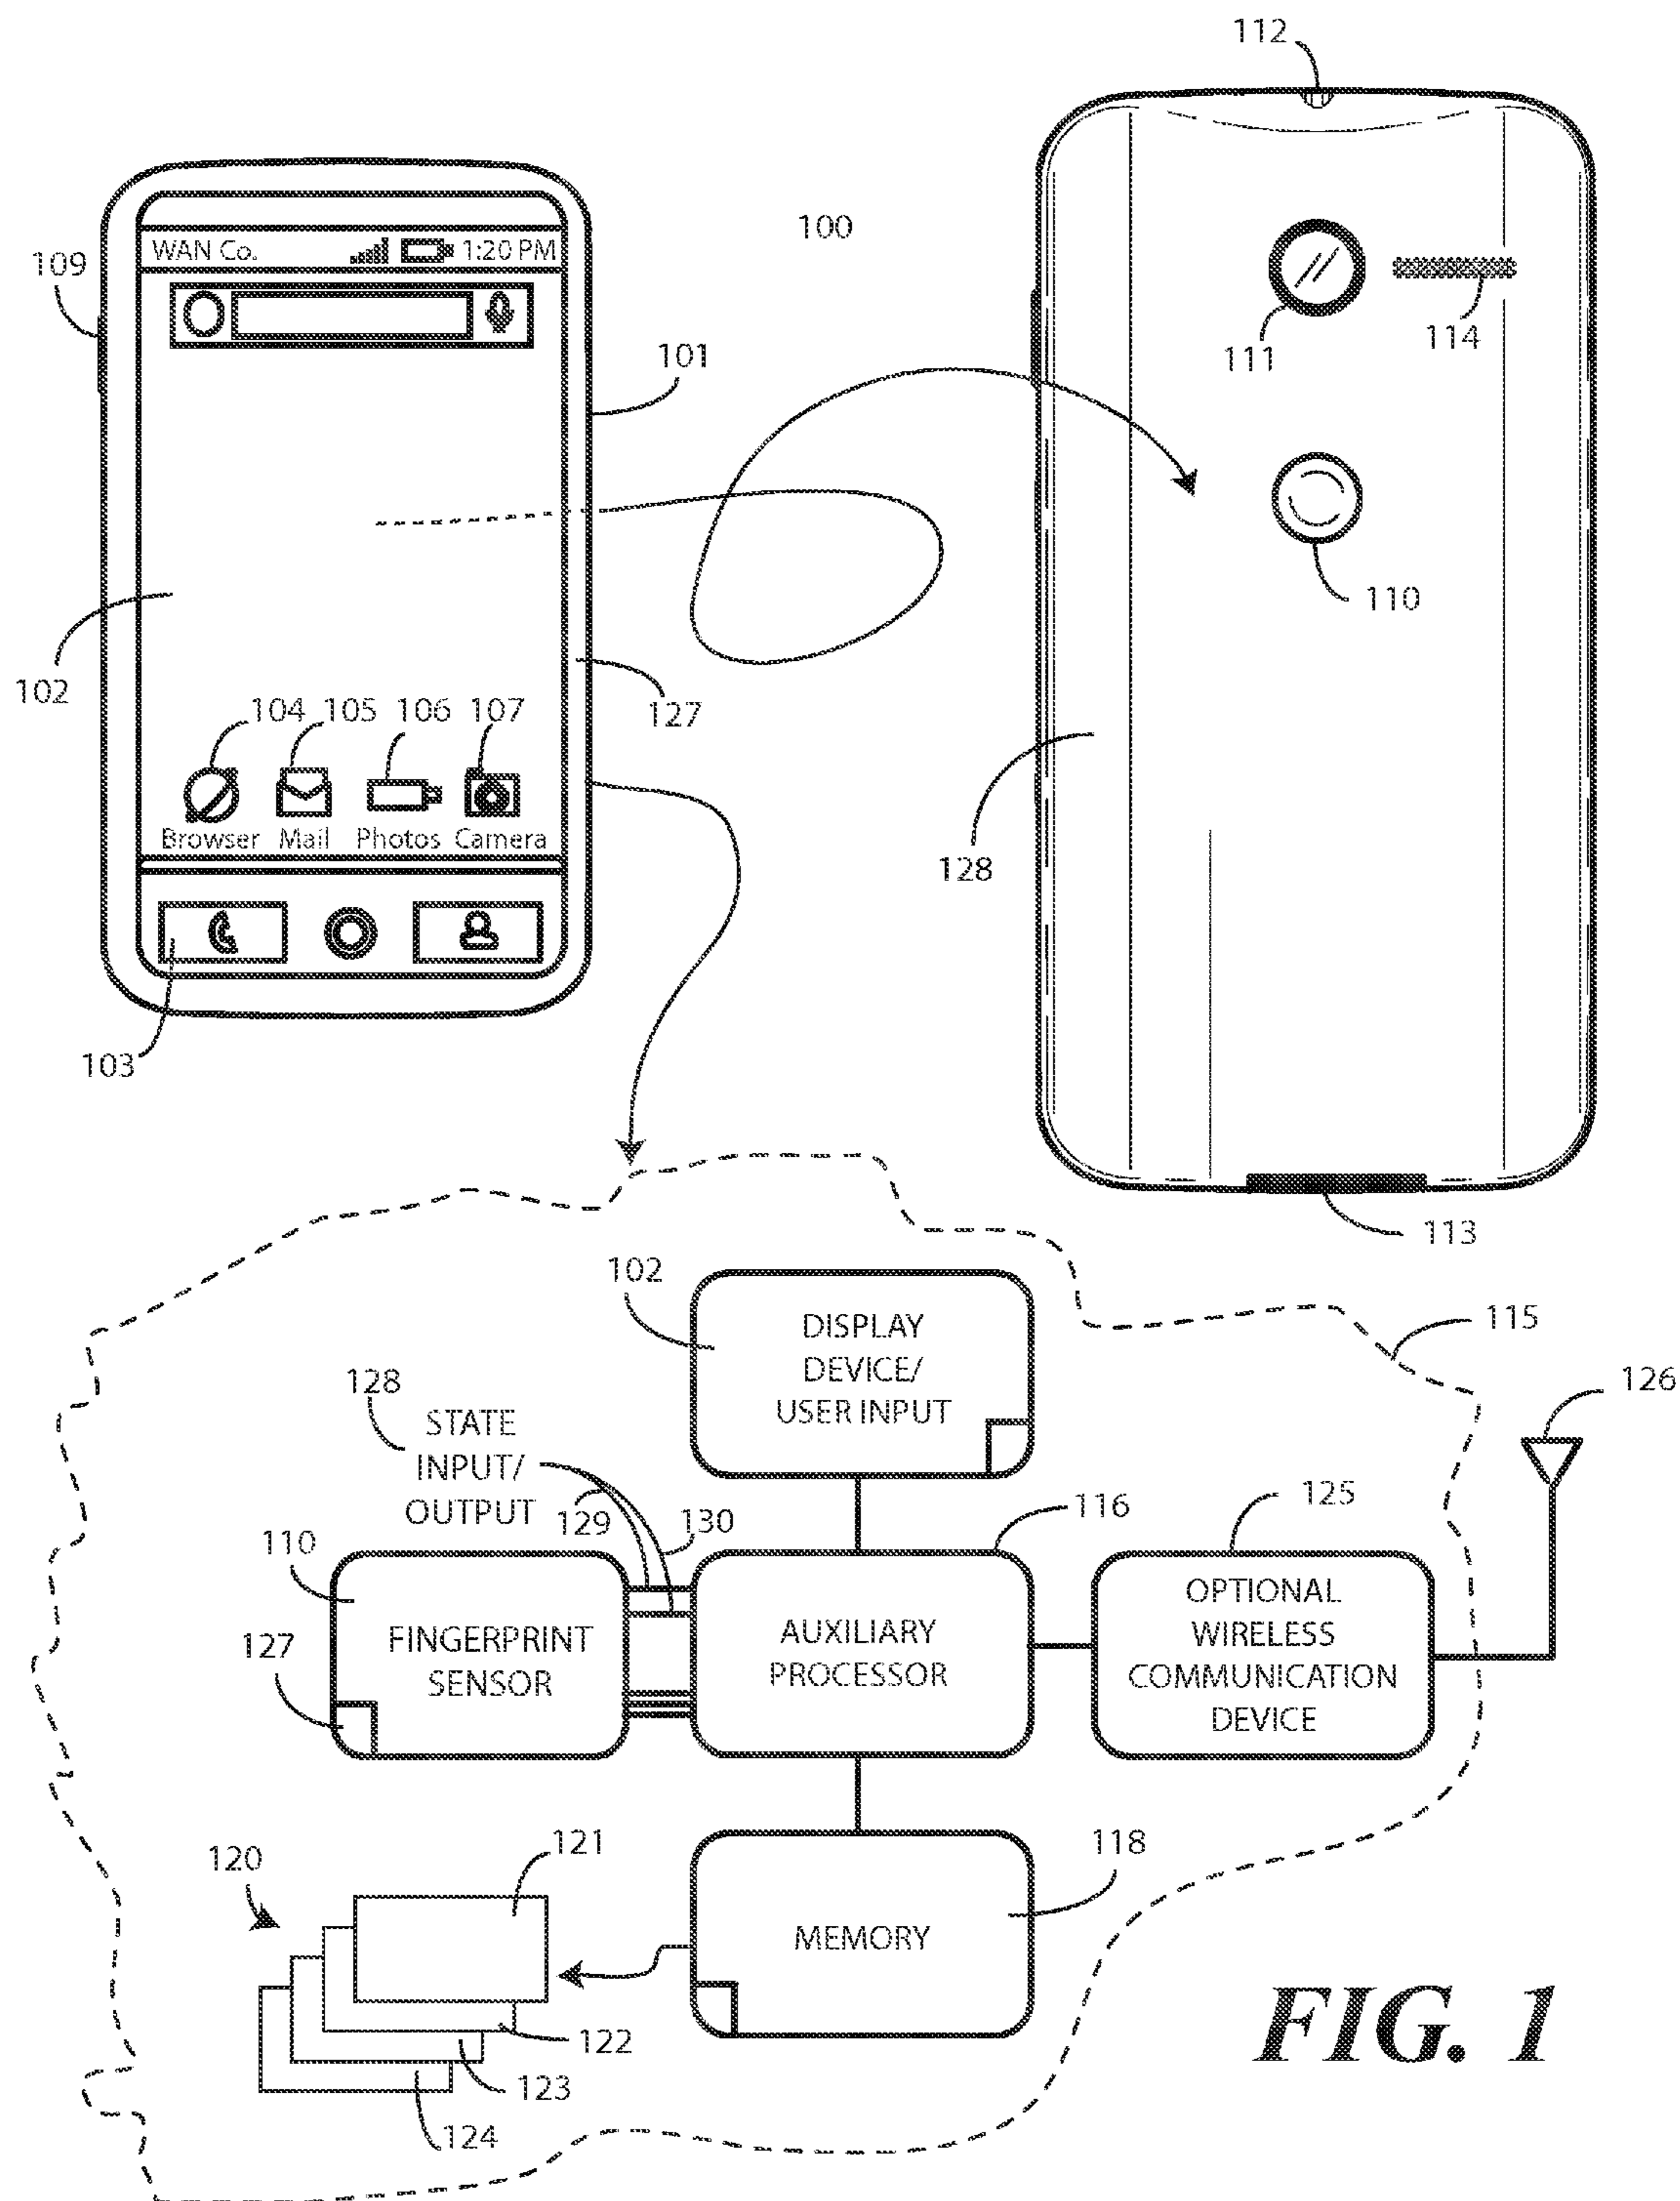 112
100
WAN Co. 1:20 PM
109
101
111
114
110
102
127
104 105 106 107
Browser Mail Photos Camera
128
103
113
102
DISPLAY
DEVICE/
USER INPUT
115
126
128
STATE
INPUT/
OUTPUT
129
130
116
125
110
127
FINGERPRINT
SENSOR
AUXILIARY
PROCESSOR
OPTIONAL
WIRELESS
COMMUNICATION
DEVICE
120
121
118
MEMORY
122
123
124
FIG. 1